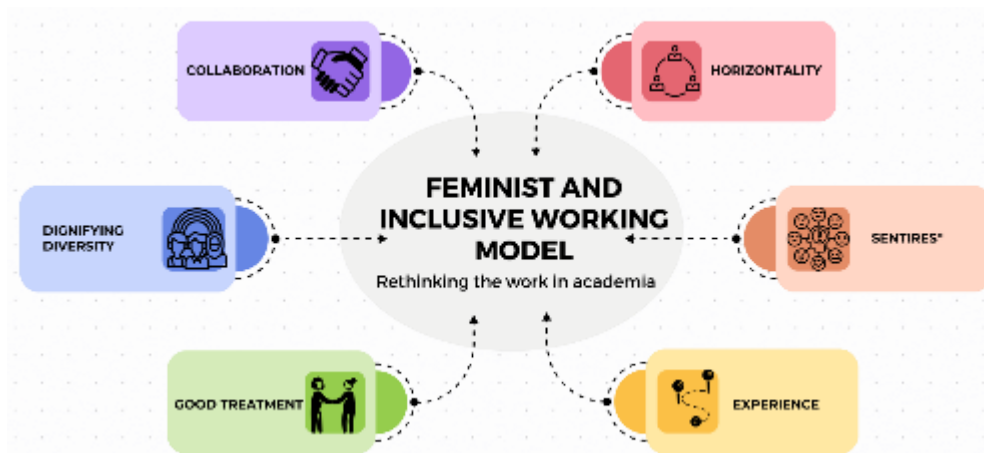 COLLABORATION
HORIZONTALITY
FEMINIST AND
INCLUSIVE WORKING
MODEL
Rethinking the work in academia
DIGNIFYING
DIVERSITY
SENTIRES*
GOOD TREATMENT
EXPERIENCE